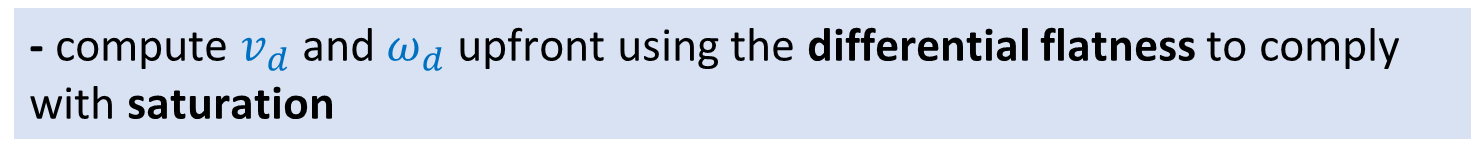 - compute v_d and ω_d upfront using the differential flatness to comply
with saturation